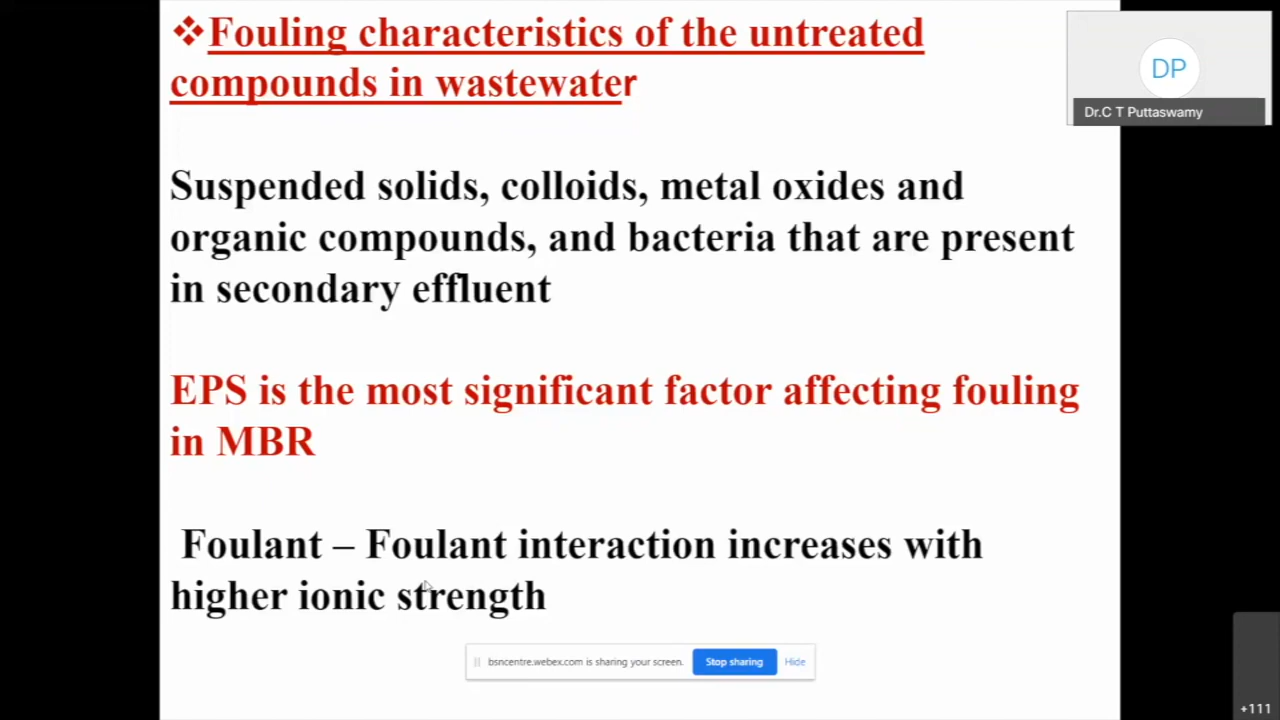 ❖Fouling characteristics of the untreated
compounds in wastewater
DP
Dr.C T Puttaswamy
Suspended solids, colloids, metal oxides and
organic compounds, and bacteria that are present
in secondary effluent
EPS is the most significant factor affecting fouling
in MBR
Foulant – Foulant interaction increases with
higher ionic strength
bsncentre.webex.com is sharing your screen. Stop sharing Hide
+111